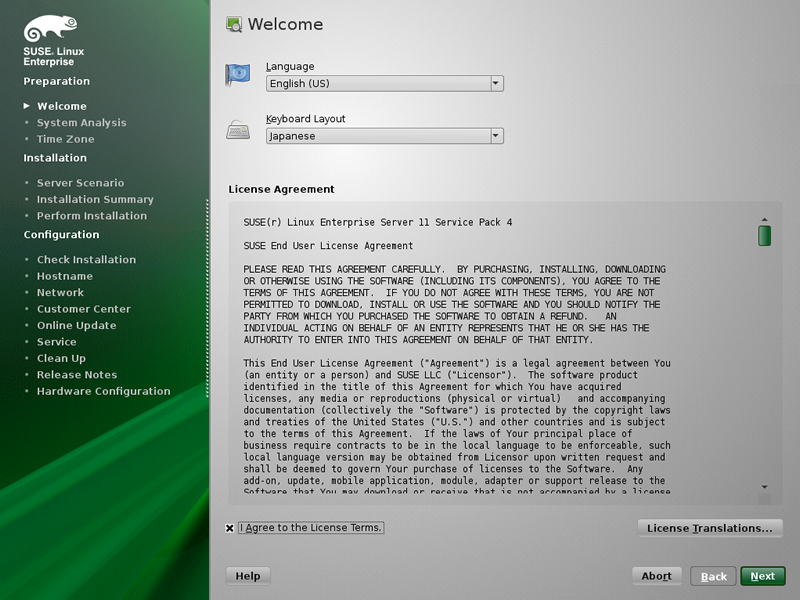 SUSE® Linux
Enterprise
Preparation
Welcome
System Analysis
Time Zone
Installation
Server Scenario
Installation Summary
Perform Installation
Configuration
Check Installation
Hostname
Network
Customer Center
Online Update
Service
Clean Up
Release Notes
Hardware Configuration
Welcome
Language
English (US)
Keyboard Layout
Japanese
License Agreement
SUSE(r) Linux Enterprise Server 11 Service Pack 4
SUSE End User License Agreement
PLEASE READ THIS AGREEMENT CAREFULLY.  BY PURCHASING, INSTALLING, DOWNLOADING
OR OTHERWISE USING THE SOFTWARE (INCLUDING ITS COMPONENTS), YOU AGREE TO THE
TERMS OF THIS AGREEMENT.  IF YOU DO NOT AGREE WITH THESE TERMS, YOU ARE NOT
PERMITTED TO DOWNLOAD, INSTALL OR USE THE SOFTWARE AND YOU SHOULD NOTIFY THE
PARTY FROM WHICH YOU PURCHASED THE SOFTWARE TO OBTAIN A REFUND.   AN
INDIVIDUAL ACTING ON BEHALF OF AN ENTITY REPRESENTS THAT HE OR SHE HAS THE
AUTHORITY TO ENTER INTO THIS AGREEMENT ON BEHALF OF THAT ENTITY.
This End User License Agreement ("Agreement") is a legal agreement between You
(an entity or a person) and SUSE LLC ("Licensor").  The software product
identified in the title of this Agreement for which You have acquired
licenses, any media or reproductions (physical or virtual)   and accompanying
documentation (collectively the "Software") is protected by the copyright laws
and treaties of the United States ("U.S.") and other countries and is subject
to the terms of this Agreement.  If the laws of Your principal place of
business require contracts to be in the local language to be enforceable, such
local language version may be obtained from Licensor upon written request and
shall be deemed to govern Your purchase of licenses to the Software.  Any
add-on, update, mobile application, module, adapter or support release to the
Software that You may download or receive that is not accompanied by a license
I Agree to the License Terms.
License Translations...
Help
Abort
Back
Next